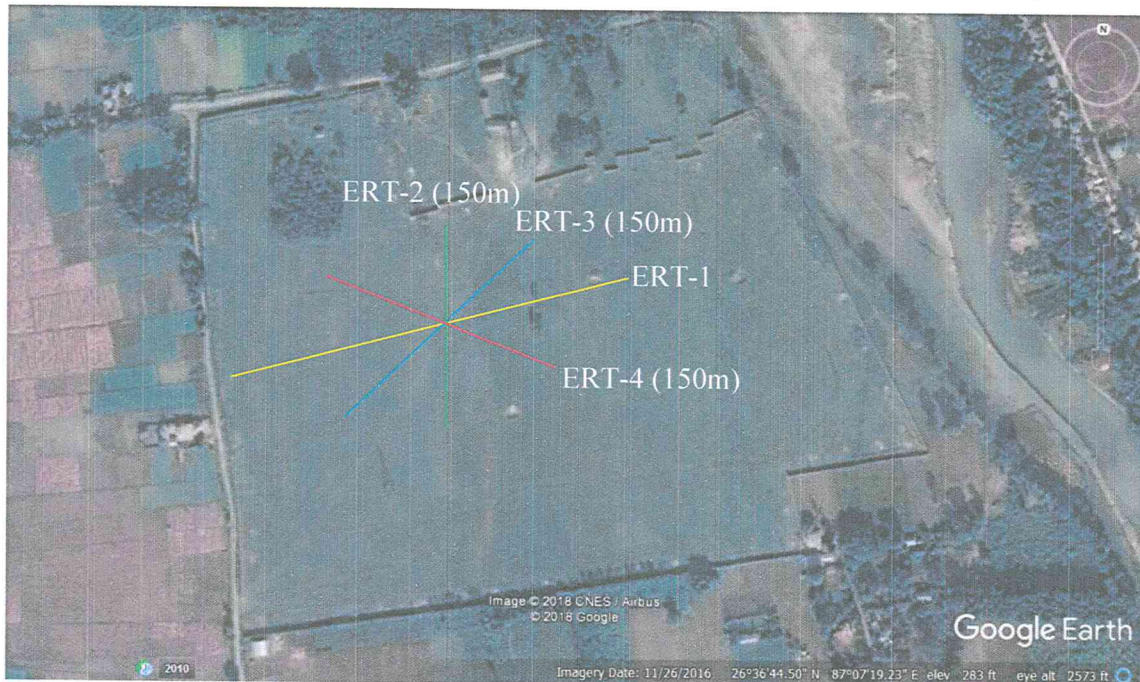 N
ERT-2 (150m)
ERT-3 (150m)
ERT-1
ERT-4 (150m)
Image © 2018 CNES / Airbus
© 2018 Google
Google Earth
2010
Imagery Date: 11/26/2016 26°36'44.50" N 87°07'19.23" E elev 283 ft eye alt 2573 ft